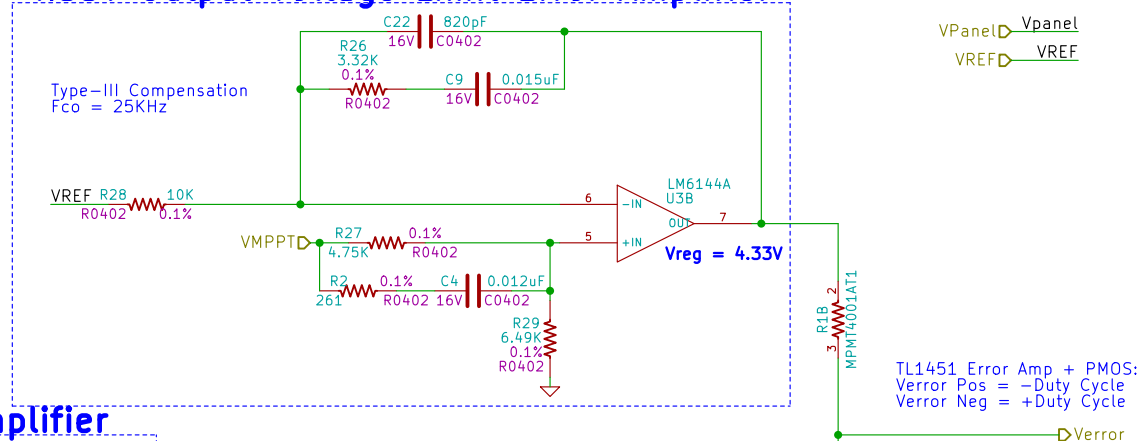 C22 820pF
16V C0402
R26
3.32K
0.1%
R0402
C9 0.015uF
16V C0402
Type-III Compensation
Fco = 25KHz
VPanel Vpanel
VREF VREF
VREF R28 10K
R0402 0.1%
LM6144A
U3B
6 -IN
OUT 7
5 +IN
Vreg = 4.33V
VMPPT R27 0.1%
4.75K R0402
R2 0.1% C4 0.012uF
261 R0402 16V C0402
R29
6.49K
0.1%
R0402
2
R1B
MPMT4001AT1
3
TL1451 Error Amp + PMOS:
Verror Pos = -Duty Cycle
Verror Neg = +Duty Cycle
plifier
Verror